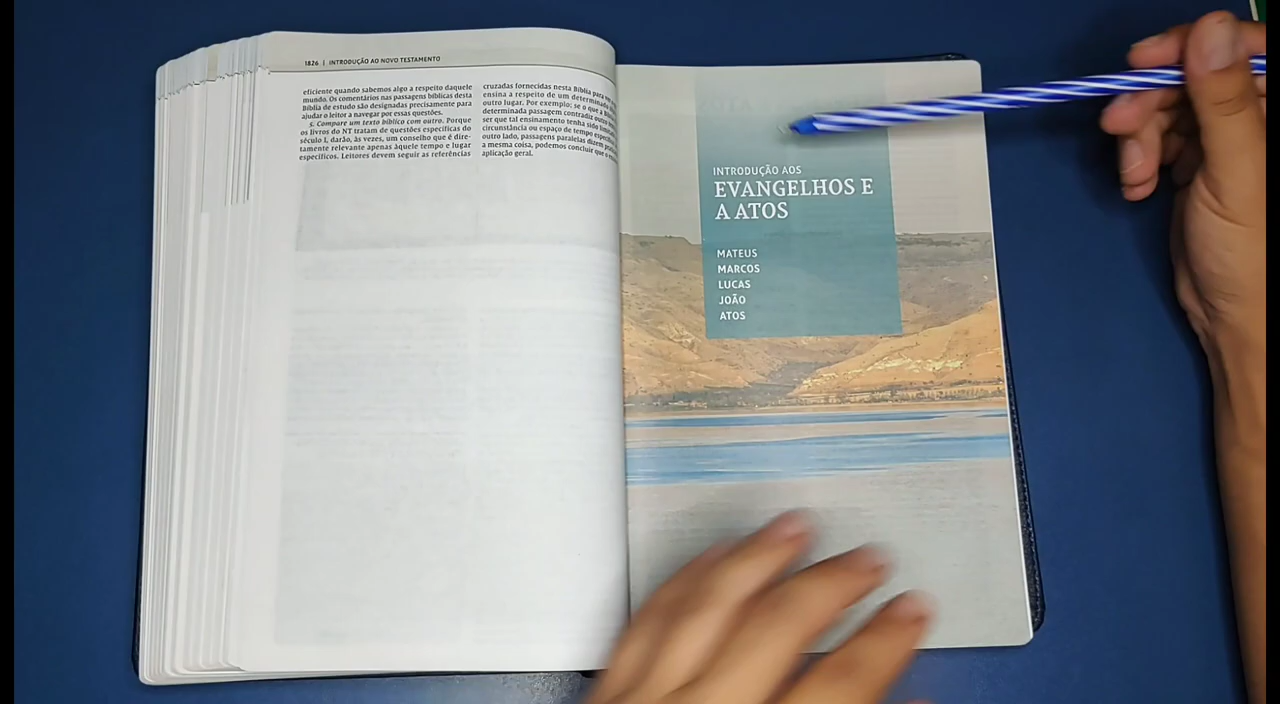 1826 | INTRODUÇÃO AO NOVO TESTAMENTO
eficiente quando sabemos algo a respeito daquele
mundo. Os comentários nas passagens bíblicas desta
Bíblia de estudo são designadas precisamente para
ajudar o leitor a navegar por essas questões.
5. Compare um texto bíblico com outro. Porque
os livros do NT tratam de questões específicas do
século I, darão, às vezes, um conselho que é dire-
tamente relevante apenas àquele tempo e lugar
específicos. Leitores devem seguir as referências
cruzadas fornecidas nesta Bíblia para
ensina a respeito de um determinado
outro lugar. Por exemplo: se o que a
determinada passagem contradiz outra
ser que tal ensinamento tenha sido
circunstância ou espaço de tempo
outro lado, passagens paralelas dizem
a mesma coisa, podemos concluir que o
aplicação geral.
INTRODUÇÃO AOS
EVANGELHOS E
A ATOS
MATEUS
MARCOS
LUCAS
JOÃO
ATOS